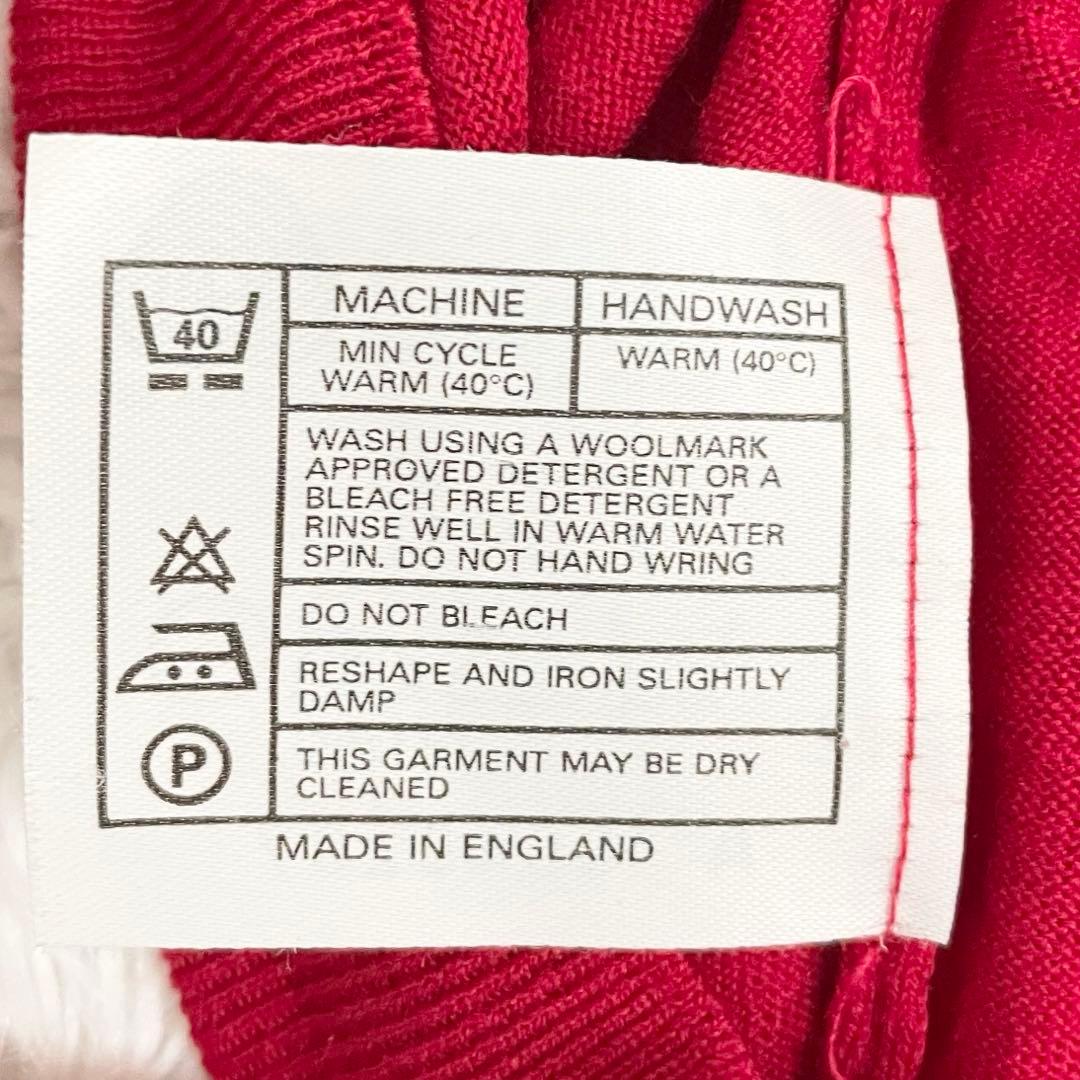 40
MACHINE
HANDWASH
MIN CYCLE
WARM (40°C)
WARM (40°C)
WASH USING A WOOLMARK
APPROVED DETERGENT OR A
BLEACH FREE DETERGENT
RINSE WELL IN WARM WATER
SPIN. DO NOT HAND WRING
DO NOT BLEACH
RESHAPE AND IRON SLIGHTLY
DAMP
P
THIS GARMENT MAY BE DRY
CLEANED
MADE IN ENGLAND